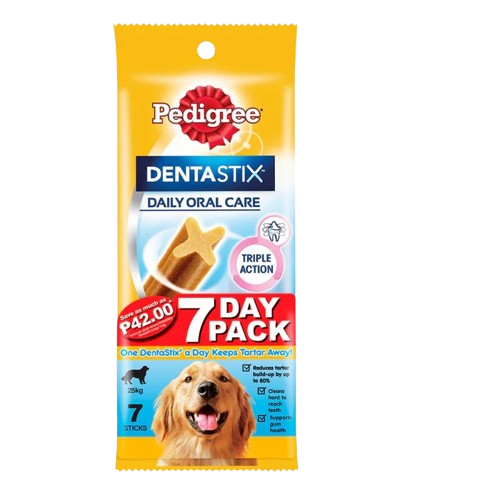 Pedigree
DENTASTIX
DAILY ORAL CARE
TRIPLE
ACTION
Save as much as
₱42.00*
7 DAY
PACK
One DentaStix a Day Keeps Tartar Away!
25kg
7
STICKS
Reduces tartar
build-up by up
to 80%
Cleans
hard to
reach
teeth
Supports
gum
health